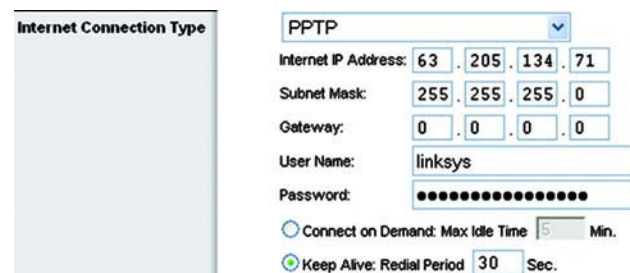 Internet Connection Type
PPTP
Internet IP Address: 63 . 205 . 134 . 71
Subnet Mask: 255 . 255 . 255 . 0
Gateway: 0 . 0 . 0 . 0
User Name: linksys
Password: ••••••••••••••••
Connect on Demand: Max Idle Time 5 Min.
Keep Alive: Redial Period 30 Sec.